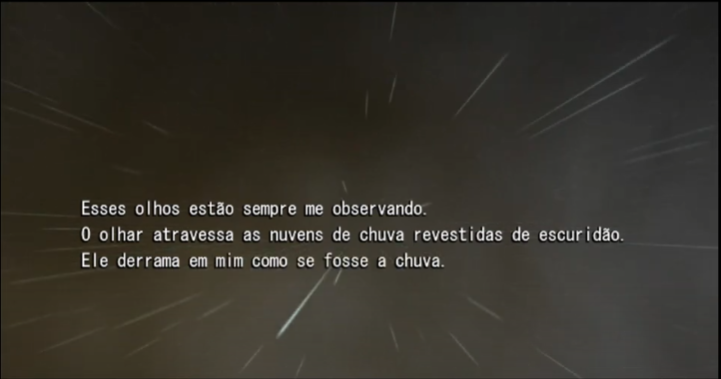 Esses olhos estão sempre me observando.
O olhar atravessa as nuvens de chuva revestidas de escuridão.
Ele derrama em mim como se fosse a chuva.